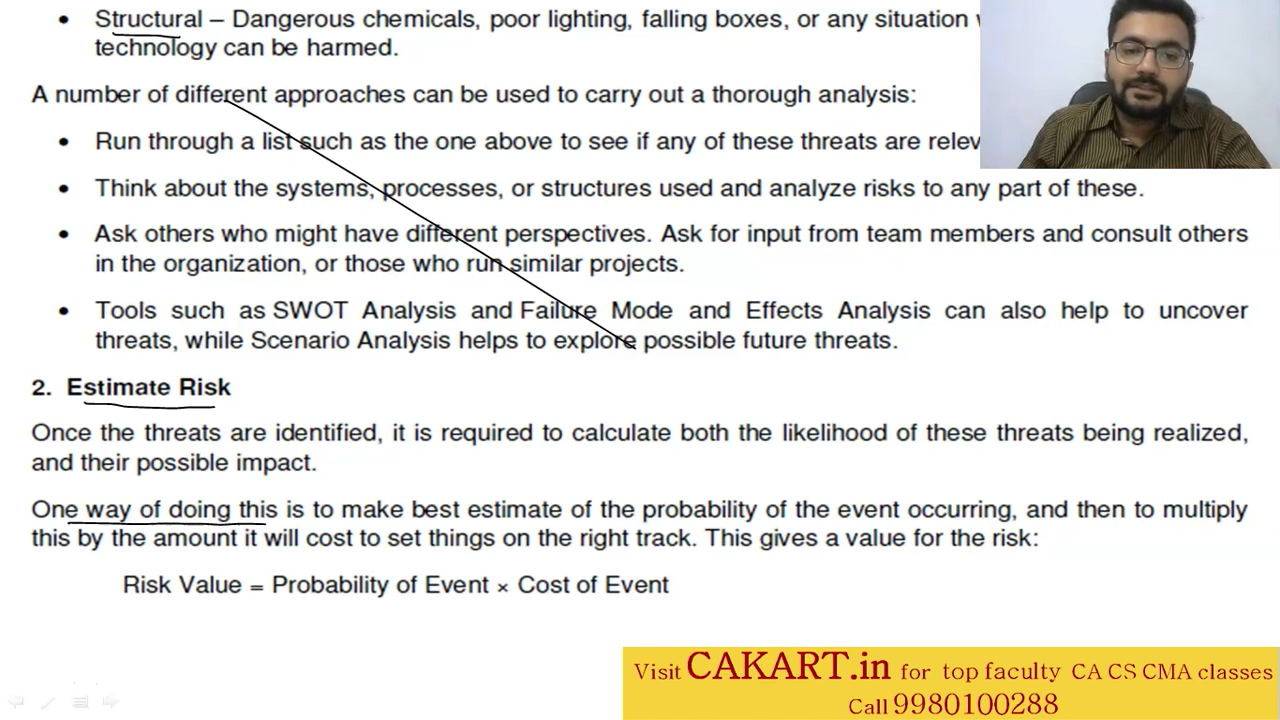 • Structural – Dangerous chemicals, poor lighting, falling boxes, or any situation
technology can be harmed.
A number of different approaches can be used to carry out a thorough analysis:
• Run through a list such as the one above to see if any of these threats are
• Think about the systems, processes, or structures used and analyze risks to any part of these.
• Ask others who might have different perspectives. Ask for input from team members and consult others
in the organization, or those who run similar projects.
• Tools such as SWOT Analysis and Failure Mode and Effects Analysis can also help to uncover
threats, while Scenario Analysis helps to explore possible future threats.
2. Estimate Risk
Once the threats are identified, it is required to calculate both the likelihood of these threats being realized,
and their possible impact.
One way of doing this is to make best estimate of the probability of the event occurring, and then to multiply
this by the amount it will cost to set things on the right track. This gives a value for the risk:
Risk Value = Probability of Event × Cost of Event
Visit CAKART.in for top faculty CA CS CMA classes
Call 9980100288